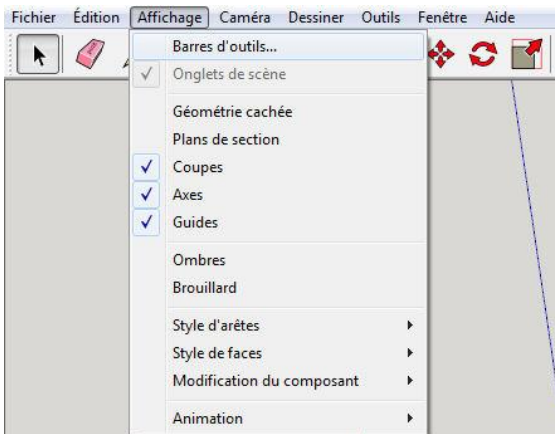 Fichier Édition Affichage Caméra Dessiner Outils Fenêtre Aide
Barres d'outils...
Onglets de scène
Géométrie cachée
Plans de section
Coupes
Axes
Guides
Ombres
Brouillard
Style d'arêtes
Style de faces
Modification du composant
Animation